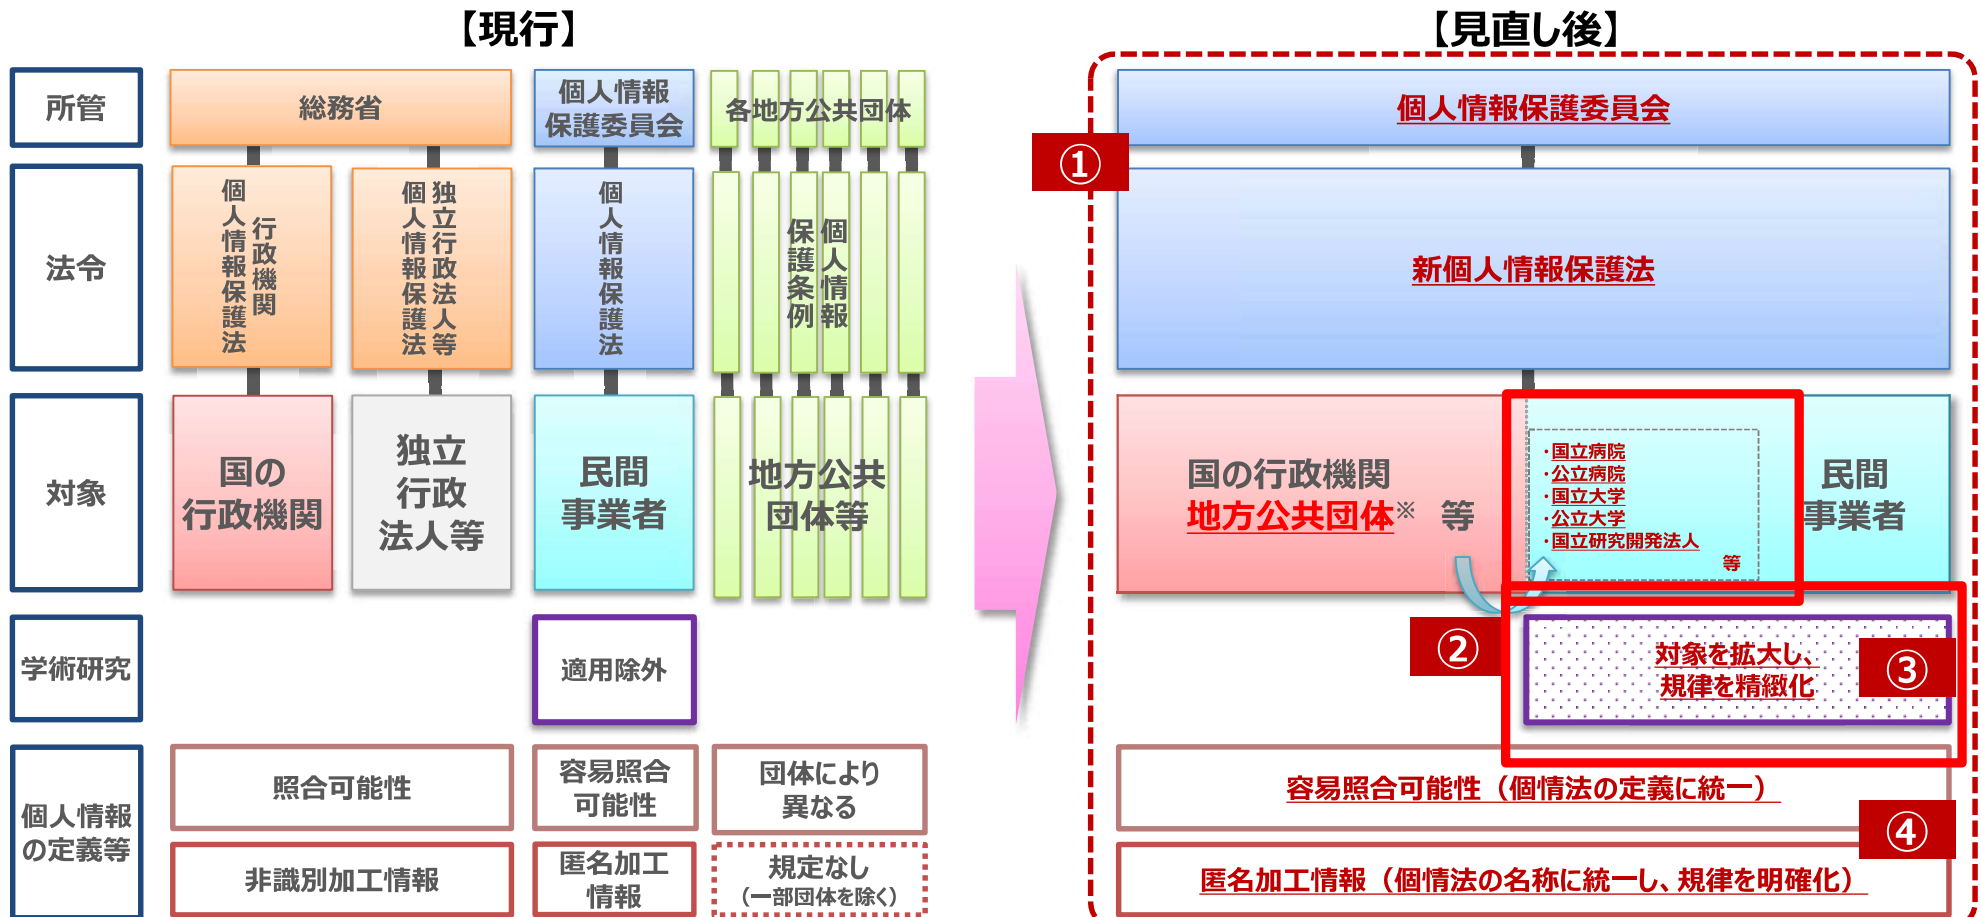 【現行】
【見直し後】
所管
総務省
個人情報
保護委員会
各地方公共団体
個人情報保護委員会
①
法令
行政機関
個人情報保護法
独立行政法人等
個人情報保護法
個人情報保護法
個人情報
保護条例
新個人情報保護法
対象
国の
行政機関
独立
行政
法人等
民間
事業者
地方公共
団体等
国の行政機関
地方公共団体※ 等
・国立病院
・公立病院
・国立大学
・公立大学
・国立研究開発法人
等
民間
事業者
②
学術研究
適用除外
対象を拡大し、
規律を精緻化
③
個人情報
の定義等
照合可能性
容易照合
可能性
団体により
異なる
容易照合可能性（個情法の定義に統一）
④
非識別加工情報
匿名加工
情報
規定なし
（一部団体を除く）
匿名加工情報（個情法の名称に統一し、規律を明確化）